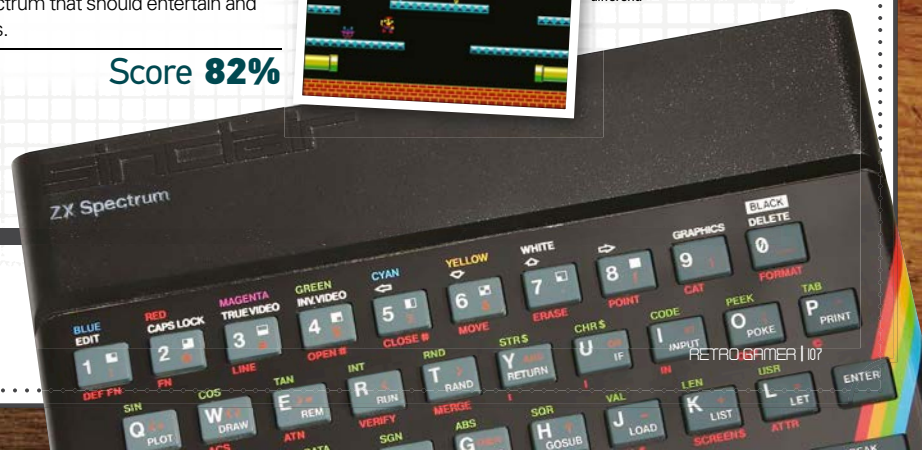 ctrum that should entertain and
s.
Score 82%
sinclair
ZX Spectrum
BLACK
DELETE
GRAPHICS
WHITE
YELLOW
CYAN
GREEN
INV. VIDEO
MAGENTA
TRUE VIDEO
RED
CAPS LOCK
BLUE
EDIT
1 2 3 4 5 6 7 8 9 0
DEF FN FN LINE OPEN # CLOSE # MOVE ERASE POINT CAT FORMAT
SIN COS TAN INT RND STR $ CHR $ CODE PEEK TAB
Q PLOT W DRAW E REM R RUN T RAND Y RETURN U IF I INPUT O POKE P PRINT
ACS ATN VERIFY MERGE I I IN ©
RETRO GAMER | 107
DATA SGN ABS SQR VAL LEN USR
G H GOSUB J LOAD K LIST L LET ENTER
SCREEN$ ATTR